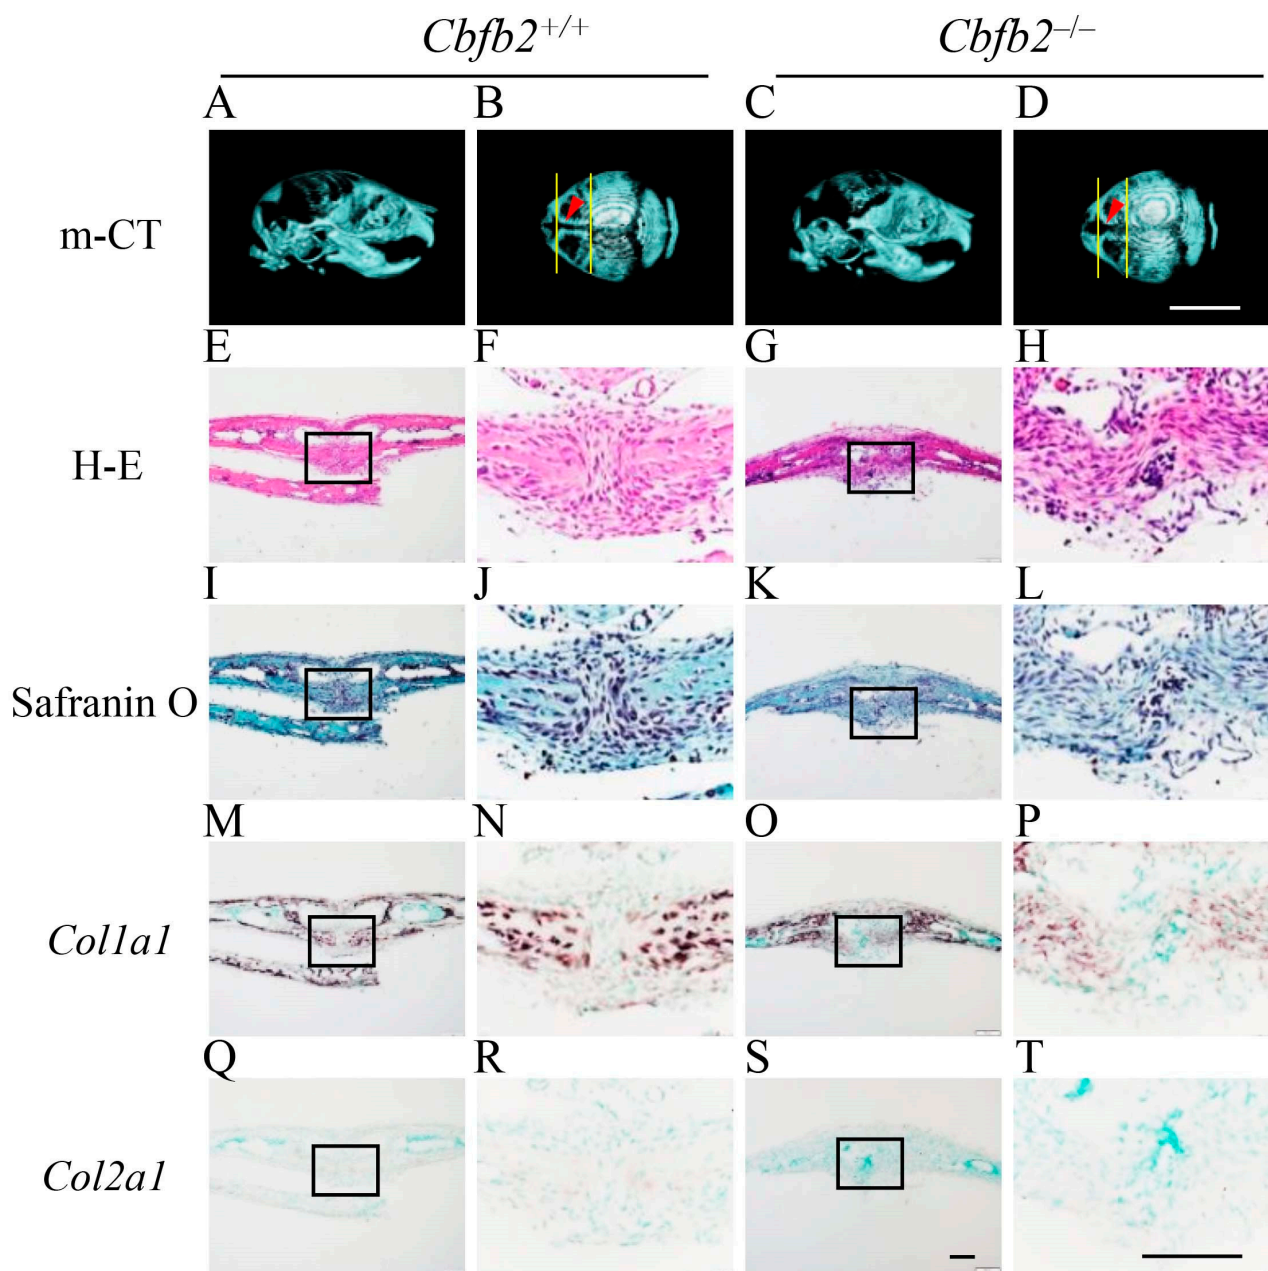 Cbfb2+/+ Cbfb2–/–
A B C D
m-CT
E F G H
H-E
I J K L
Safranin O
M N O P
Col1a1
Q R S T
Col2a1